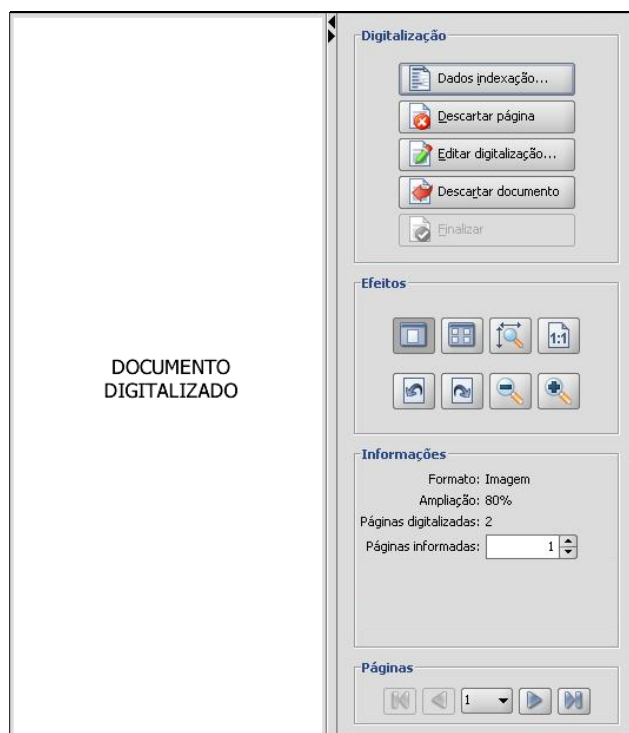 DOCUMENTO
DIGITALIZADO
Digitalização
Dados indexação...
Descartar página
Editar digitalização...
Descartar documento
Finalizar
Efeitos
1:1
Informações
Formato: Imagem
Ampliação: 80%
Páginas digitalizadas: 2
Páginas informadas: 1
Páginas
1